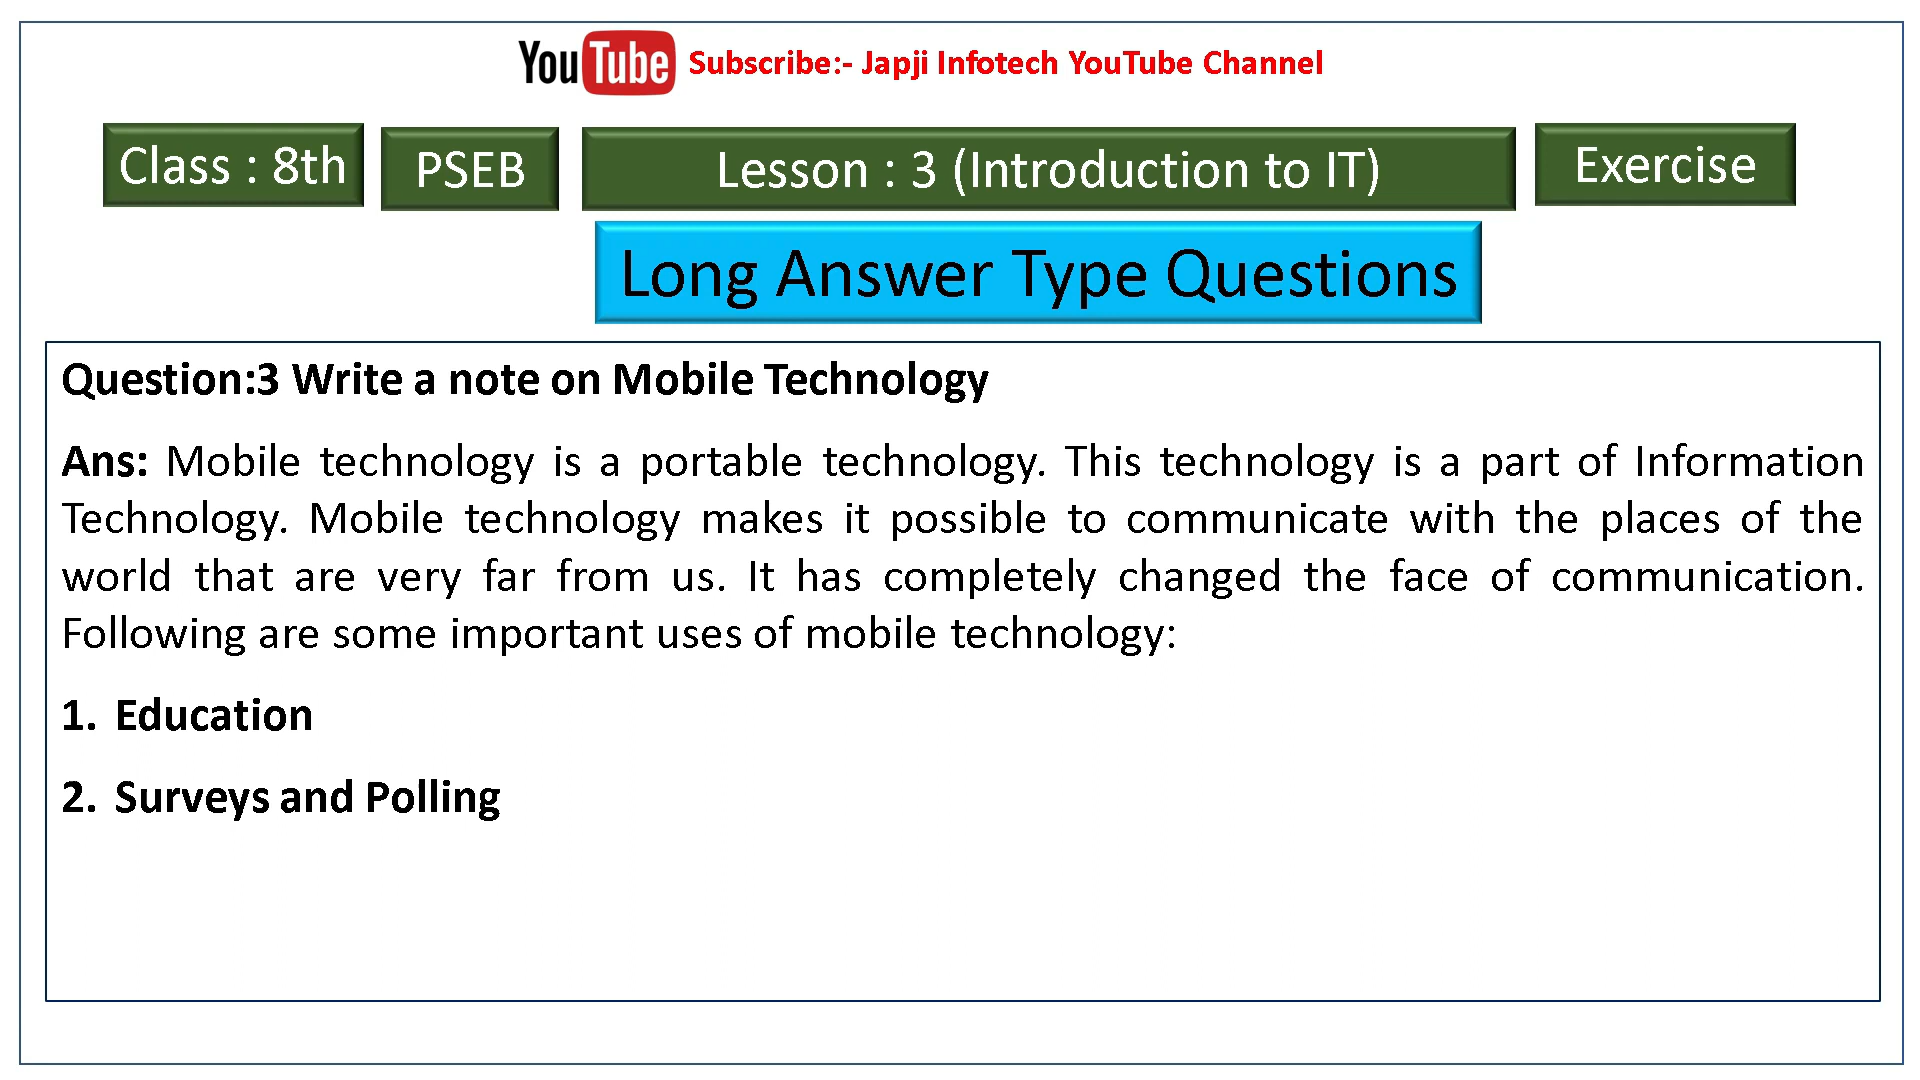 YouTube Subscribe:- Japji Infotech YouTube Channel
Class : 8th PSEB Lesson : 3 (Introduction to IT) Exercise
Long Answer Type Questions
Question:3 Write a note on Mobile Technology
Ans: Mobile technology is a portable technology. This technology is a part of Information
Technology. Mobile technology makes it possible to communicate with the places of the
world that are very far from us. It has completely changed the face of communication.
Following are some important uses of mobile technology:
1. Education
2. Surveys and Polling